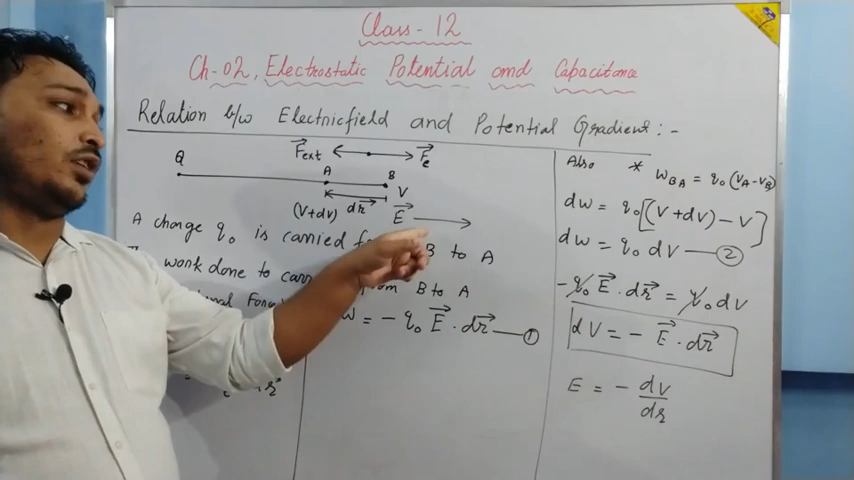 Class - 12
Ch-02, Electrostatic Potential and Capacitance
Relation b/w Electricfield and Potential Gradient :-
F⃗ext F⃗e
Q A B
V
(V+dv) dr⃗
E⃗
A charge q₀ is carried B to A
work done to from B to A
W = - q₀ E⃗ . dr⃗ — ①
Also * W_BA = q₀ (V_A - V_B)
dw = q₀ [(V + dV) - V]
dw = q₀ dV — ②
- q₀ E⃗ . dr⃗ = q₀ dV
dV = - E⃗ . dr⃗
E = - dV/dr